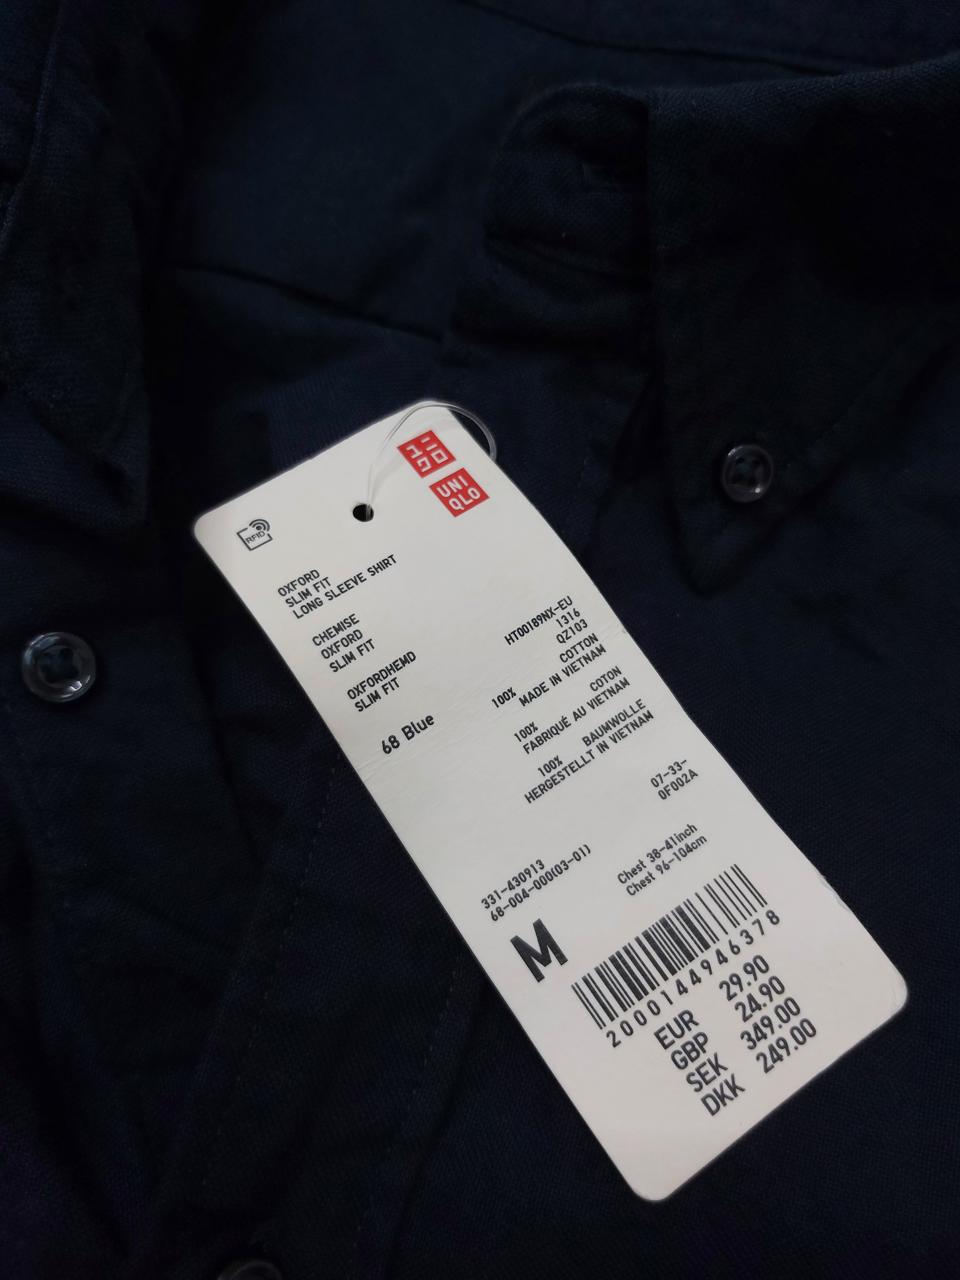 ユニ
クロ
UNI
QLO
RFID
OXFORD
SLIM FIT
LONG SLEEVE SHIRT
CHEMISE
OXFORD
SLIM FIT
OXFORDHEMD
SLIM FIT
68 Blue
HT00189NX-EU
1316
QZ103
100% COTTON
MADE IN VIETNAM
100% COTON
FABRIQUÉ AU VIETNAM
100% BAUMWOLLE
HERGESTELLT IN VIETNAM
07-33-
0F002A
331-430913
68-004-000(03-01)
Chest 38-41inch
Chest 96-104cm
M
2000144946378
EUR 29.90
GBP 24.90
SEK 349.00
DKK 249.00